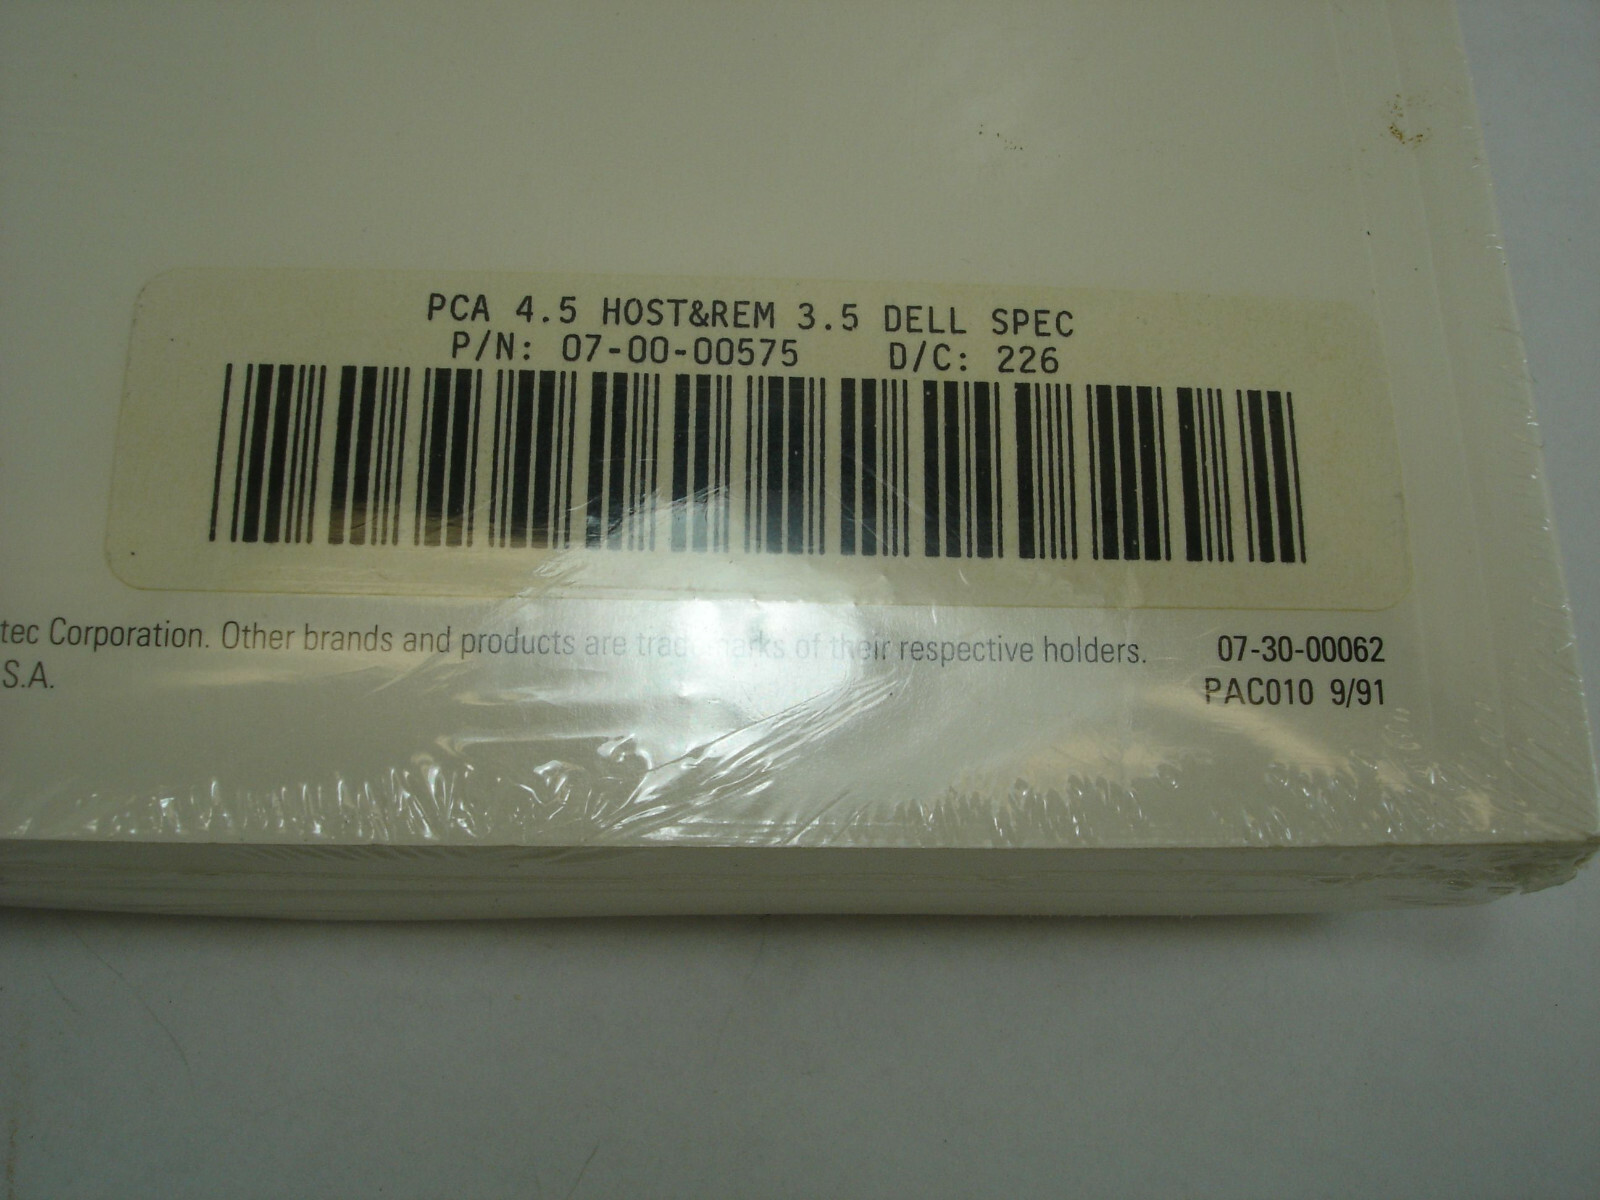 PCA 4.5 HOST&REM 3.5 DELL SPEC
P/N: 07-00-00575 D/C: 226
tec Corporation. Other brands and products are trademarks of their respective holders. 07-30-00062
S.A. PAC010 9/91